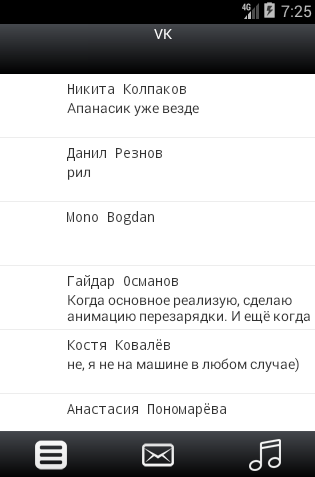 4G 7:25
VK
Никита Колпаков
Апанасик уже везде
Данил Резнов
рил
Mono Bogdan
Гайдар Османов
Когда основное реализую, сделаю
анимацию перезарядки. И ещё когда
Костя Ковалёв
не, я не на машине в любом случае)
Анастасия Пономарёва